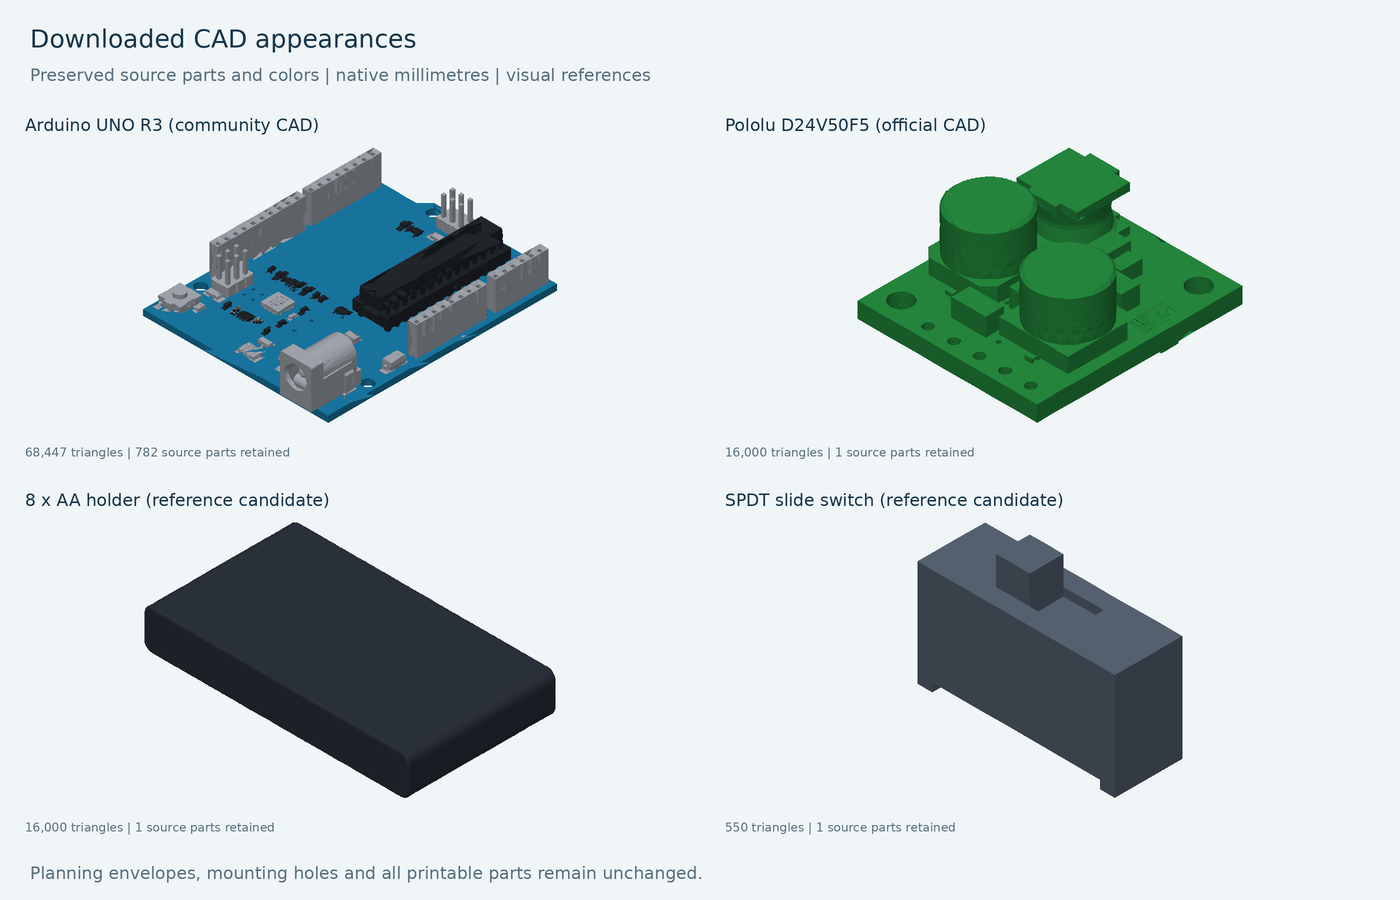 Downloaded CAD appearances
Preserved source parts and colors | native millimetres | visual references
Arduino UNO R3 (community CAD)
Pololu D24V50F5 (official CAD)
68,447 triangles | 782 source parts retained
16,000 triangles | 1 source parts retained
8 x AA holder (reference candidate)
SPDT slide switch (reference candidate)
16,000 triangles | 1 source parts retained
550 triangles | 1 source parts retained
Planning envelopes, mounting holes and all printable parts remain unchanged.